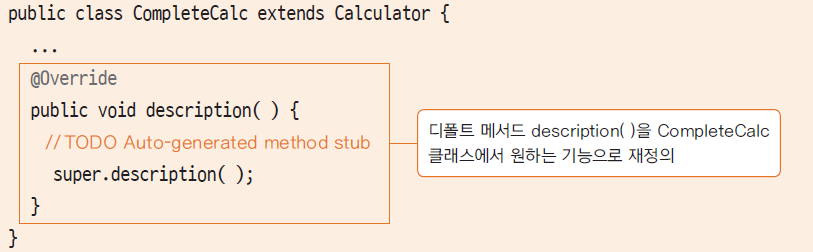 public class CompleteCalc extends Calculator {
...
@Override
public void description( ) {
// TODO Auto-generated method stub
super.description( );
}
}
디폴트 메서드 description( )을 CompleteCalc
클래스에서 원하는 기능으로 재정의